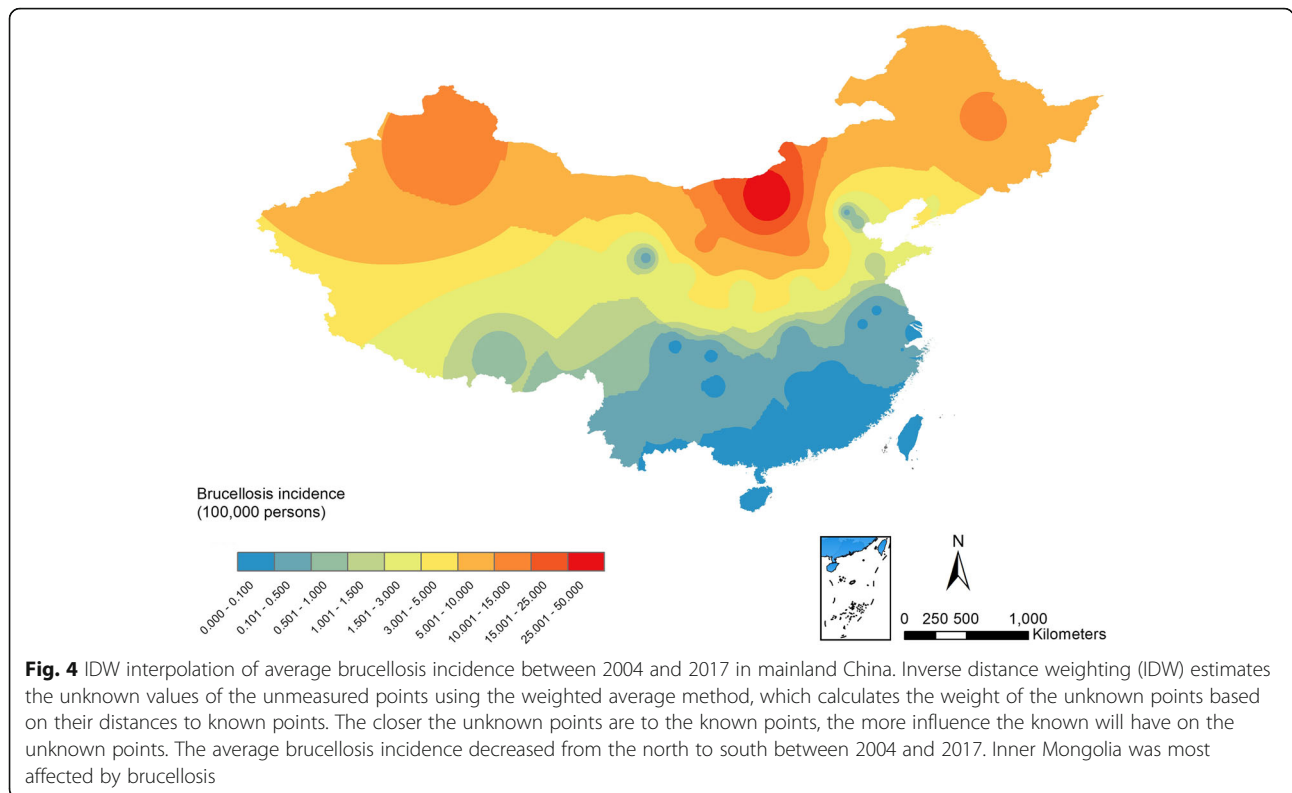 Brucellosis incidence
(100,000 persons)
0.000 - 0.100
0.101 - 0.500
0.501 - 1.000
1.001 - 1.500
1.501 - 3.000
3.001 - 5.000
5.001 - 10.000
10.001 - 15.000
15.001 - 25.000
25.001 - 50.000
N
0 250 500 1,000
Kilometers
Fig. 4 IDW interpolation of average brucellosis incidence between 2004 and 2017 in mainland China. Inverse distance weighting (IDW) estimates
the unknown values of the unmeasured points using the weighted average method, which calculates the weight of the unknown points based
on their distances to known points. The closer the unknown points are to the known points, the more influence the known will have on the
unknown points. The average brucellosis incidence decreased from the north to south between 2004 and 2017. Inner Mongolia was most
affected by brucellosis